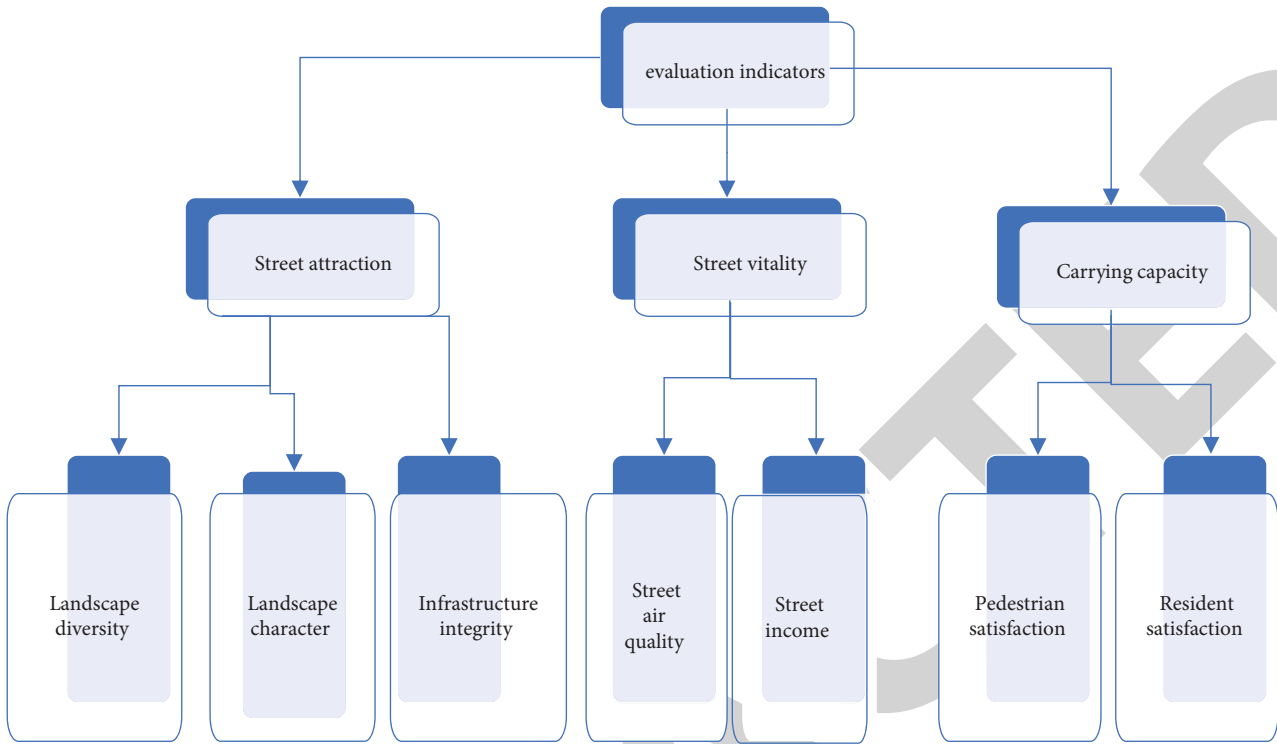 evaluation indicators
Street attraction
Street vitality
Carrying capacity
Landscape
diversity
Landscape
character
Infrastructure
integrity
Street
air
quality
Street
income
Pedestrian
satisfaction
Resident
satisfaction